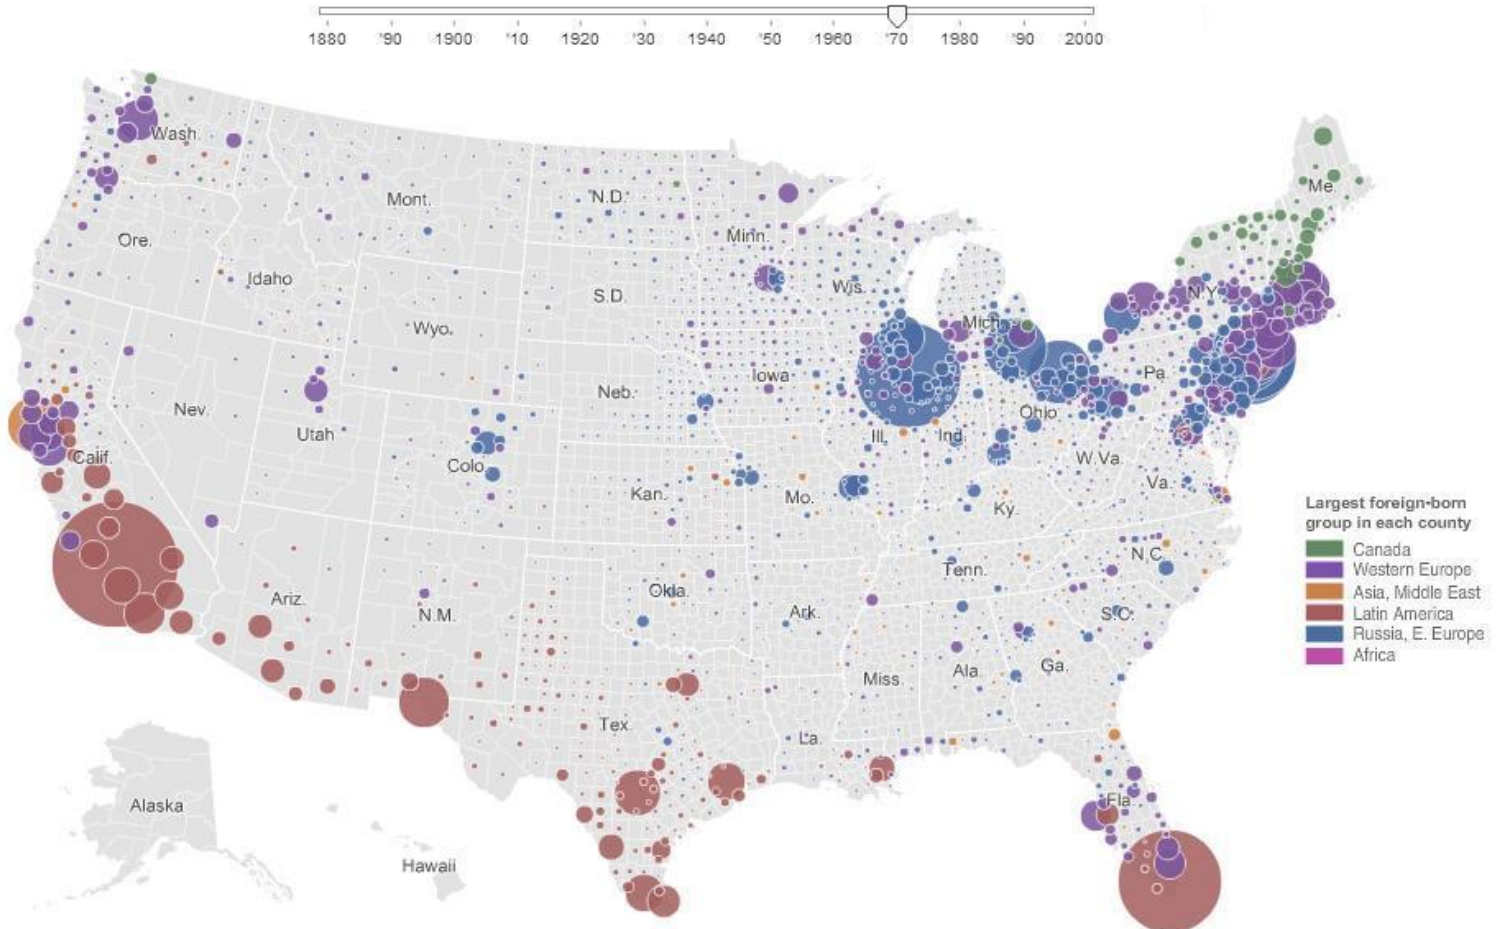 1880 '90 1900 '10 1920 '30 1940 '50 1960 '70 1980 '90 2000
Wash.
Mont.
N.D.
Minn.
Me.
Ore.
Idaho
S.D.
Wis.
N.Y.
Wyo.
Mich.
Nev.
Utah
Neb.
Iowa
Pa.
Calif.
Colo.
Kan.
Mo.
Ill.
Ind.
Ohio
W.Va.
Va.
Ky.
Ariz.
N.M.
Okla.
Ark.
Tenn.
N.C.
S.C.
Tex.
La.
Miss.
Ala.
Ga.
Fla.
Alaska
Hawaii
Largest foreign-born
group in each county
Canada
Western Europe
Asia, Middle East
Latin America
Russia, E. Europe
Africa